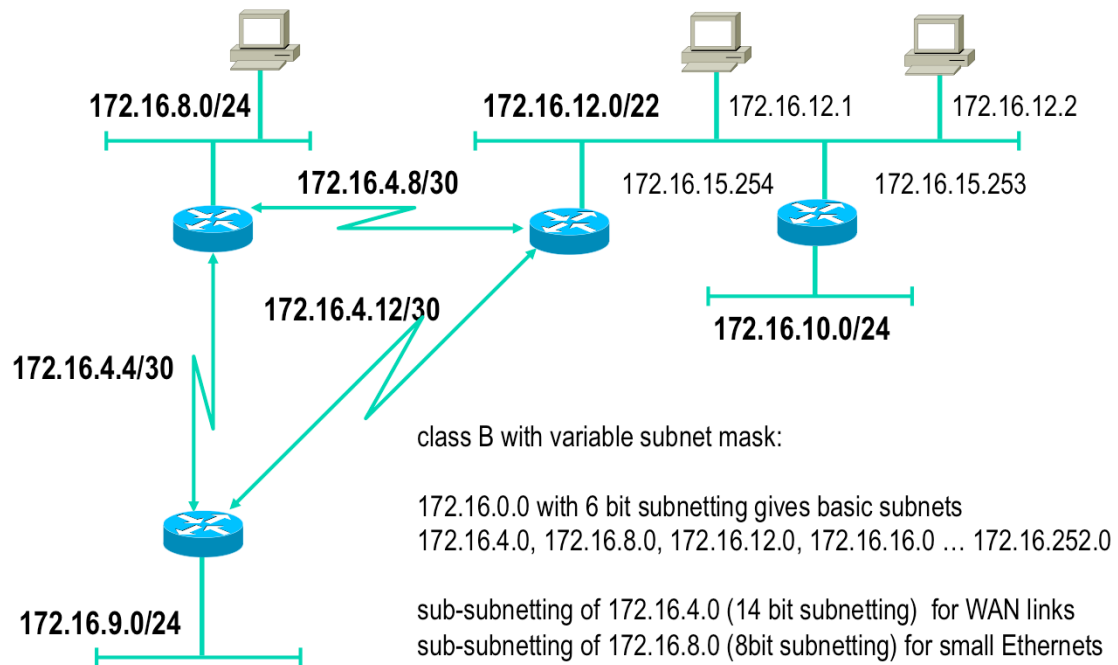 172.16.8.0/24
172.16.12.0/22
172.16.12.1
172.16.12.2
172.16.4.8/30
172.16.15.254
172.16.15.253
172.16.4.12/30
172.16.10.0/24
172.16.4.4/30
class B with variable subnet mask:
172.16.0.0 with 6 bit subnetting gives basic subnets
172.16.4.0, 172.16.8.0, 172.16.12.0, 172.16.16.0 … 172.16.252.0
172.16.9.0/24
sub-subnetting of 172.16.4.0 (14 bit subnetting) for WAN links
sub-subnetting of 172.16.8.0 (8bit subnetting) for small Ethernets